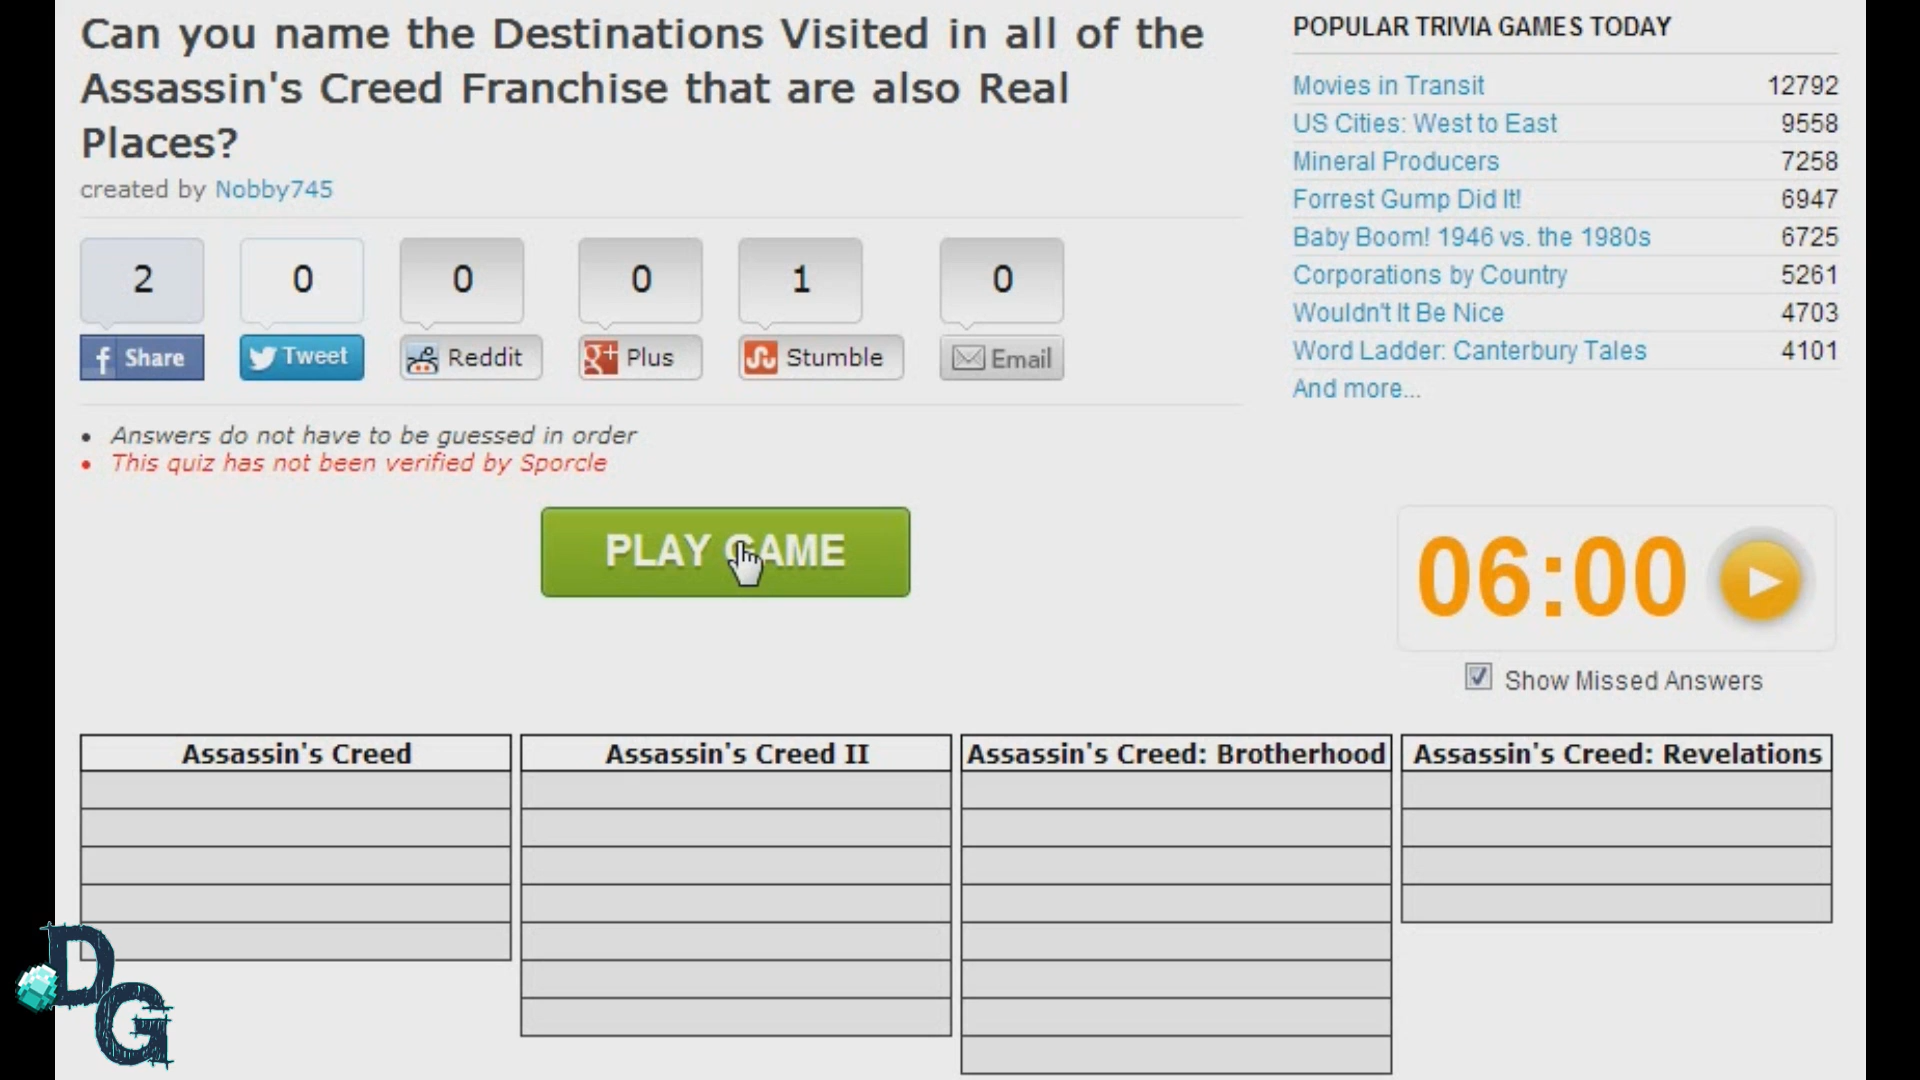 Can you name the Destinations Visited in all of the
Assassin's Creed Franchise that are also Real
Places?
created by Nobby745
2 0 0 0 1 0
Share Tweet Reddit Plus Stumble Email
Answers do not have to be guessed in order
This quiz has not been verified by Sporcle
PLAY GAME
POPULAR TRIVIA GAMES TODAY
Movies in Transit 12792
US Cities: West to East 9558
Mineral Producers 7258
Forrest Gump Did It! 6947
Baby Boom! 1946 vs. the 1980s 6725
Corporations by Country 5261
Wouldn't It Be Nice 4703
Word Ladder: Canterbury Tales 4101
And more...
06:00
Show Missed Answers
Assassin's Creed Assassin's Creed II Assassin's Creed: Brotherhood Assassin's Creed: Revelations
DG